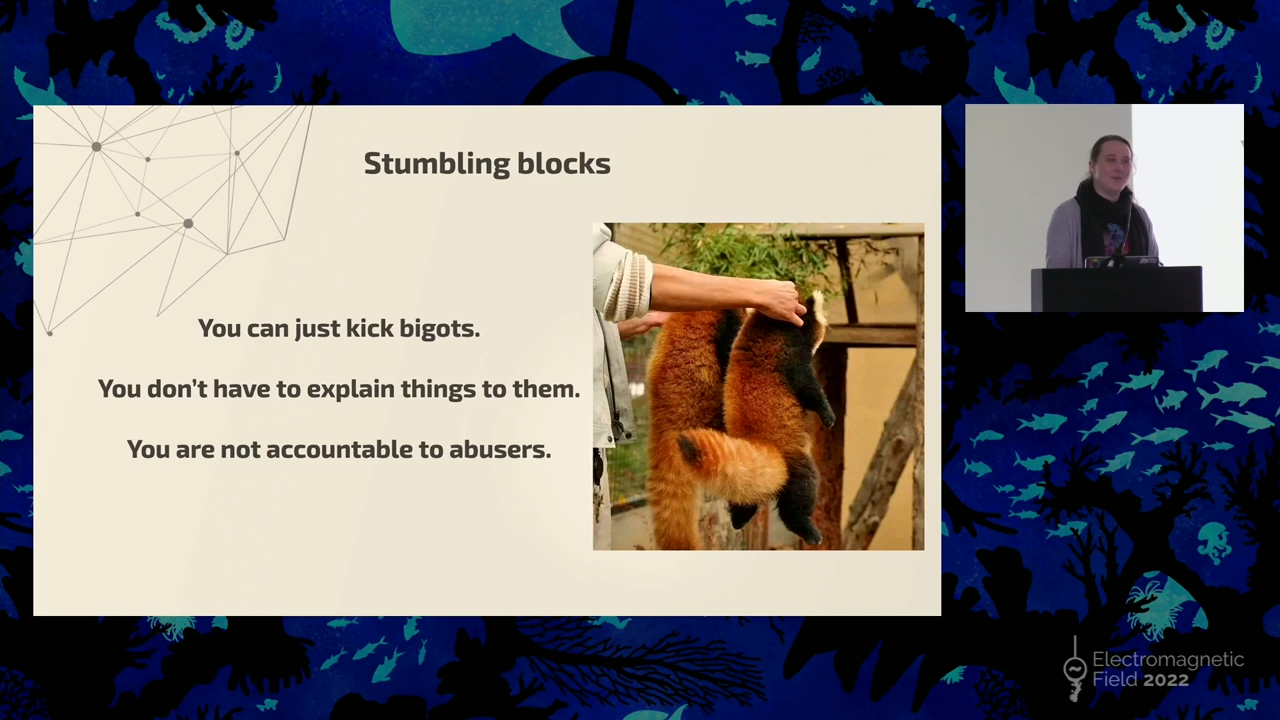 Stumbling blocks
You can just kick bigots.
You don’t have to explain things to them.
You are not accountable to abusers.
Electromagnetic
Field 2022